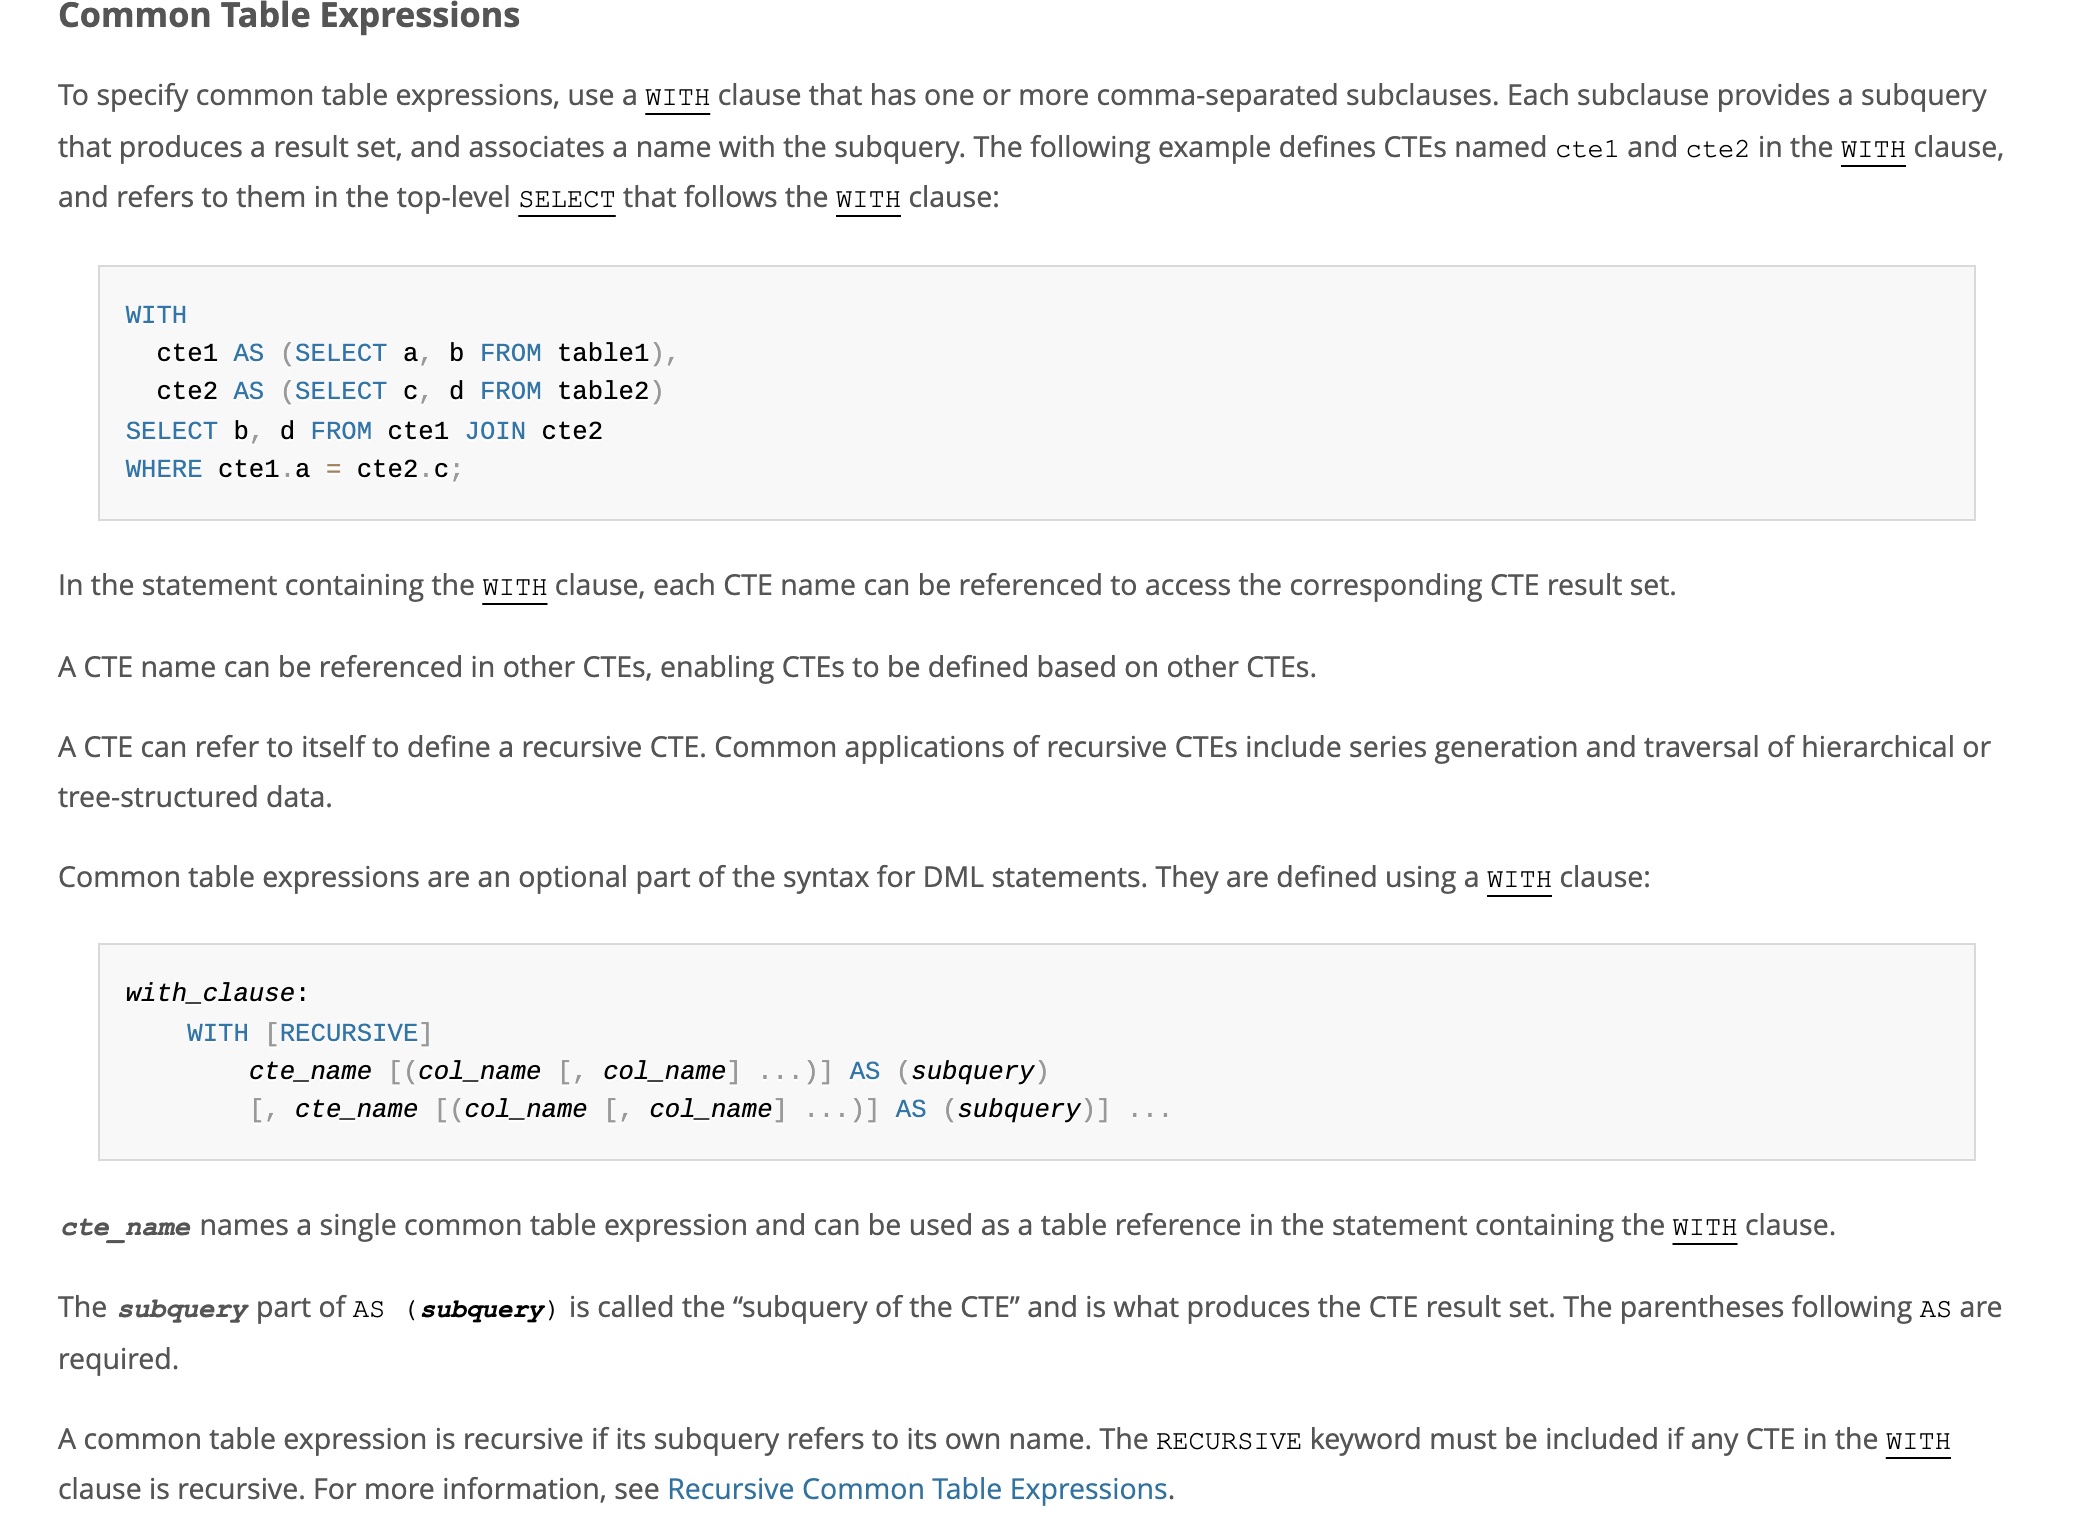 Common Table Expressions
To specify common table expressions, use a WITH clause that has one or more comma-separated subclauses. Each subclause provides a subquery
that produces a result set, and associates a name with the subquery. The following example defines CTEs named cte1 and cte2 in the WITH clause,
and refers to them in the top-level SELECT that follows the WITH clause:
WITH
  cte1 AS (SELECT a, b FROM table1),
  cte2 AS (SELECT c, d FROM table2)
SELECT b, d FROM cte1 JOIN cte2
WHERE cte1.a = cte2.c;
In the statement containing the WITH clause, each CTE name can be referenced to access the corresponding CTE result set.
A CTE name can be referenced in other CTEs, enabling CTEs to be defined based on other CTEs.
A CTE can refer to itself to define a recursive CTE. Common applications of recursive CTEs include series generation and traversal of hierarchical or
tree-structured data.
Common table expressions are an optional part of the syntax for DML statements. They are defined using a WITH clause:
with_clause:
    WITH [RECURSIVE]
        cte_name [(col_name [, col_name] ...)] AS (subquery)
        [, cte_name [(col_name [, col_name] ...)] AS (subquery)] ...
cte_name names a single common table expression and can be used as a table reference in the statement containing the WITH clause.
The subquery part of AS (subquery) is called the “subquery of the CTE” and is what produces the CTE result set. The parentheses following AS are
required.
A common table expression is recursive if its subquery refers to its own name. The RECURSIVE keyword must be included if any CTE in the WITH
clause is recursive. For more information, see Recursive Common Table Expressions.